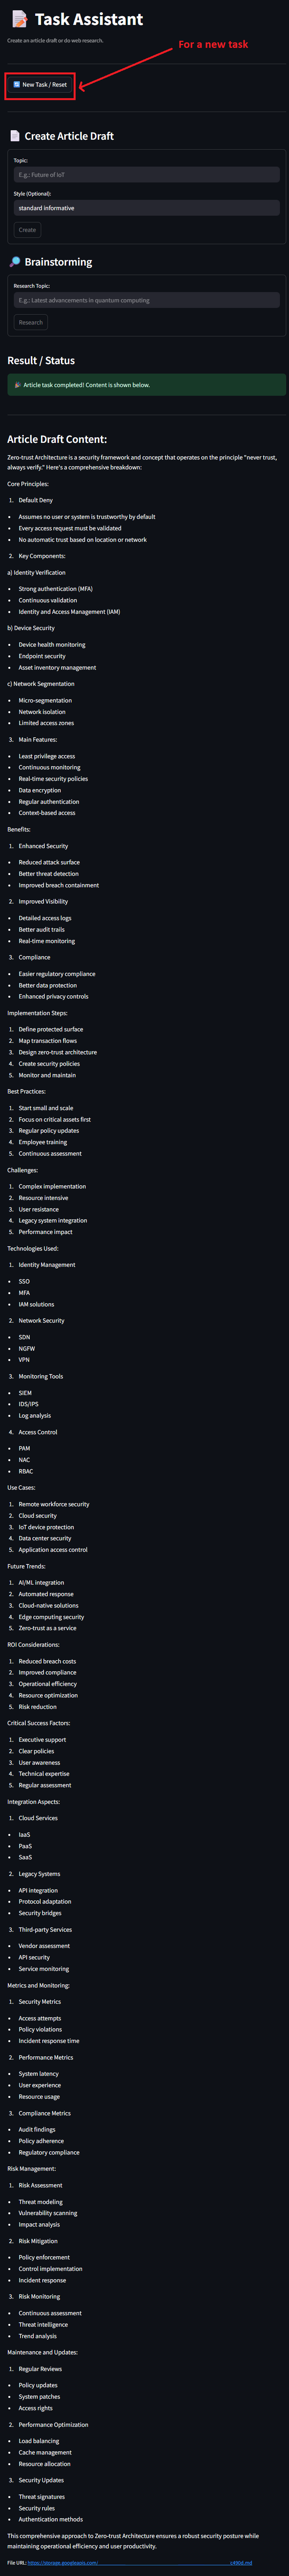 Task Assistant
Create an article draft or do web research.
For a new task
New Task / Reset
Create Article Draft
Topic:
E.g.: Future of IoT
Style (Optional):
standard informative
Create
Brainstorming
Research Topic:
E.g.: Latest advancements in quantum computing
Research
Result / Status
Article task completed! Content is shown below.
Article Draft Content:
Zero-trust Architecture is a security framework and concept that operates on the principle "never trust,
always verify." Here's a comprehensive breakdown:
Core Principles:
1. Default Deny
• Assumes no user or system is trustworthy by default
• Every access request must be validated
• No automatic trust based on location or network
2. Key Components:
a) Identity Verification
• Strong authentication (MFA)
• Continuous validation
• Identity and Access Management (IAM)
b) Device Security
• Device health monitoring
• Endpoint security
• Asset inventory management
c) Network Segmentation
• Micro-segmentation
• Network isolation
• Limited access zones
3. Main Features:
• Least privilege access
• Continuous monitoring
• Real-time security policies
• Data encryption
• Regular authentication
• Context-based access
Benefits:
1. Enhanced Security
• Reduced attack surface
• Better threat detection
• Improved breach containment
2. Improved Visibility
• Detailed access logs
• Better audit trails
• Real-time monitoring
3. Compliance
• Easier regulatory compliance
• Better data protection
• Enhanced privacy controls
Implementation Steps:
1. Define protected surface
2. Map transaction flows
3. Design zero-trust architecture
4. Create security policies
5. Monitor and maintain
Best Practices:
1. Start small and scale
2. Focus on critical assets first
3. Regular policy updates
4. Employee training
5. Continuous assessment
Challenges:
1. Complex implementation
2. Resource intensive
3. User resistance
4. Legacy system integration
5. Performance impact
Technologies Used:
1. Identity Management
• SSO
• MFA
• IAM solutions
2. Network Security
• SDN
• NGFW
• VPN
3. Monitoring Tools
• SIEM
• IDS/IPS
• Log analysis
4. Access Control
• PAM
• NAC
• RBAC
Use Cases:
1. Remote workforce security
2. Cloud security
3. IoT device protection
4. Data center security
5. Application access control
Future Trends:
1. AI/ML integration
2. Automated response
3. Cloud-native solutions
4. Edge computing security
5. Zero-trust as a service
ROI Considerations:
1. Reduced breach costs
2. Improved compliance
3. Operational efficiency
4. Resource optimization
5. Risk reduction
Critical Success Factors:
1. Executive support
2. Clear policies
3. User awareness
4. Technical expertise
5. Regular assessment
Integration Aspects:
1. Cloud Services
• IaaS
• PaaS
• SaaS
2. Legacy Systems
• API integration
• Protocol adaptation
• Security bridges
3. Third-party Services
• Vendor assessment
• API security
• Service monitoring
Metrics and Monitoring:
1. Security Metrics
• Access attempts
• Policy violations
• Incident response time
2. Performance Metrics
• System latency
• User experience
• Resource usage
3. Compliance Metrics
• Audit findings
• Policy adherence
• Regulatory compliance
Risk Management:
1. Risk Assessment
• Threat modeling
• Vulnerability scanning
• Impact analysis
2. Risk Mitigation
• Policy enforcement
• Control implementation
• Incident response
3. Risk Monitoring
• Continuous assessment
• Threat intelligence
• Trend analysis
Maintenance and Updates:
1. Regular Reviews
• Policy updates
• System patches
• Access rights
2. Performance Optimization
• Load balancing
• Cache management
• Resource allocation
3. Security Updates
• Threat signatures
• Security rules
• Authentication methods
This comprehensive approach to Zero-trust Architecture ensures a robust security posture while
maintaining operational efficiency and user productivity.
File URL: https://storage.googleapis.com/ c490d.md